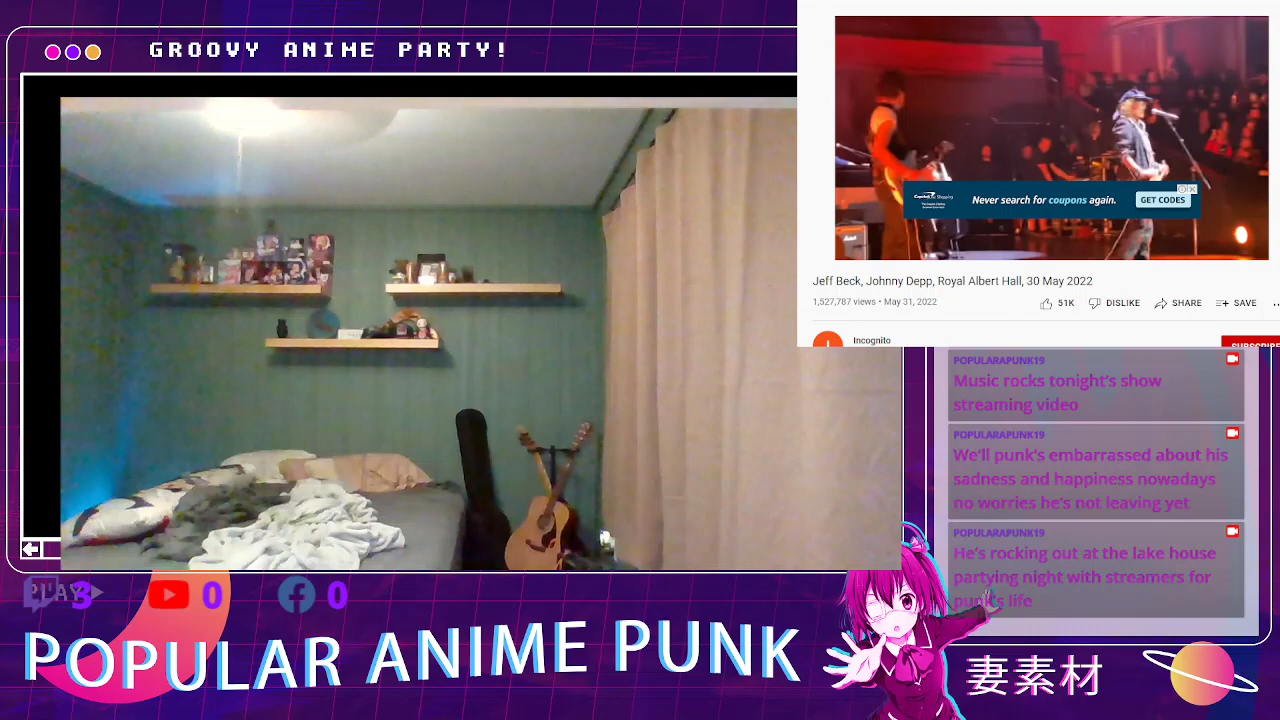 GROOVY ANIME PARTY!
Never search for coupons again.
GET CODES
Jeff Beck, Johnny Depp, Royal Albert Hall, 30 May 2022
1,527,787 views • May 31, 2022
51K
DISLIKE
SHARE
SAVE
Incognito
SUBSCRIBE
POPULARAPUNK19
Music rocks tonight's show
streaming video
POPULARAPUNK19
We'll punk's embarrassed about his
sadness and happiness nowadays
no worries he's not leaving yet
POPULARAPUNK19
He's rocking out at the lake house
partying night with streamers for
punk's life
PLAY
3
0
0
POPULAR ANIME PUNK
妻素材